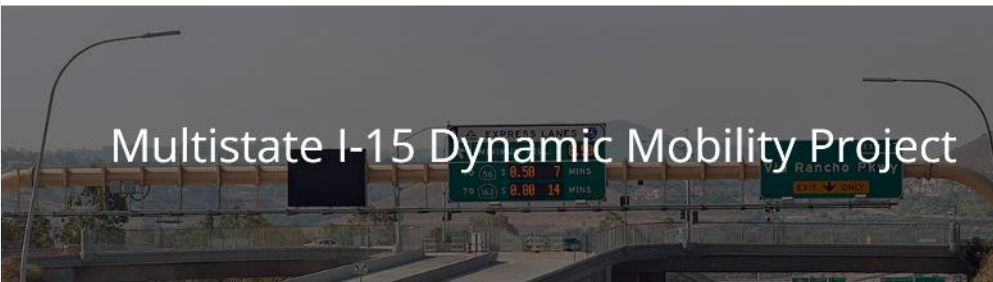 Multistate I-15 Dynamic Mobility Project
EXPRESS LANES
TO 56 $ 0.50 7 MINS
TO 163 $ 0.80 14 MINS
Rancho
EXIT ONLY